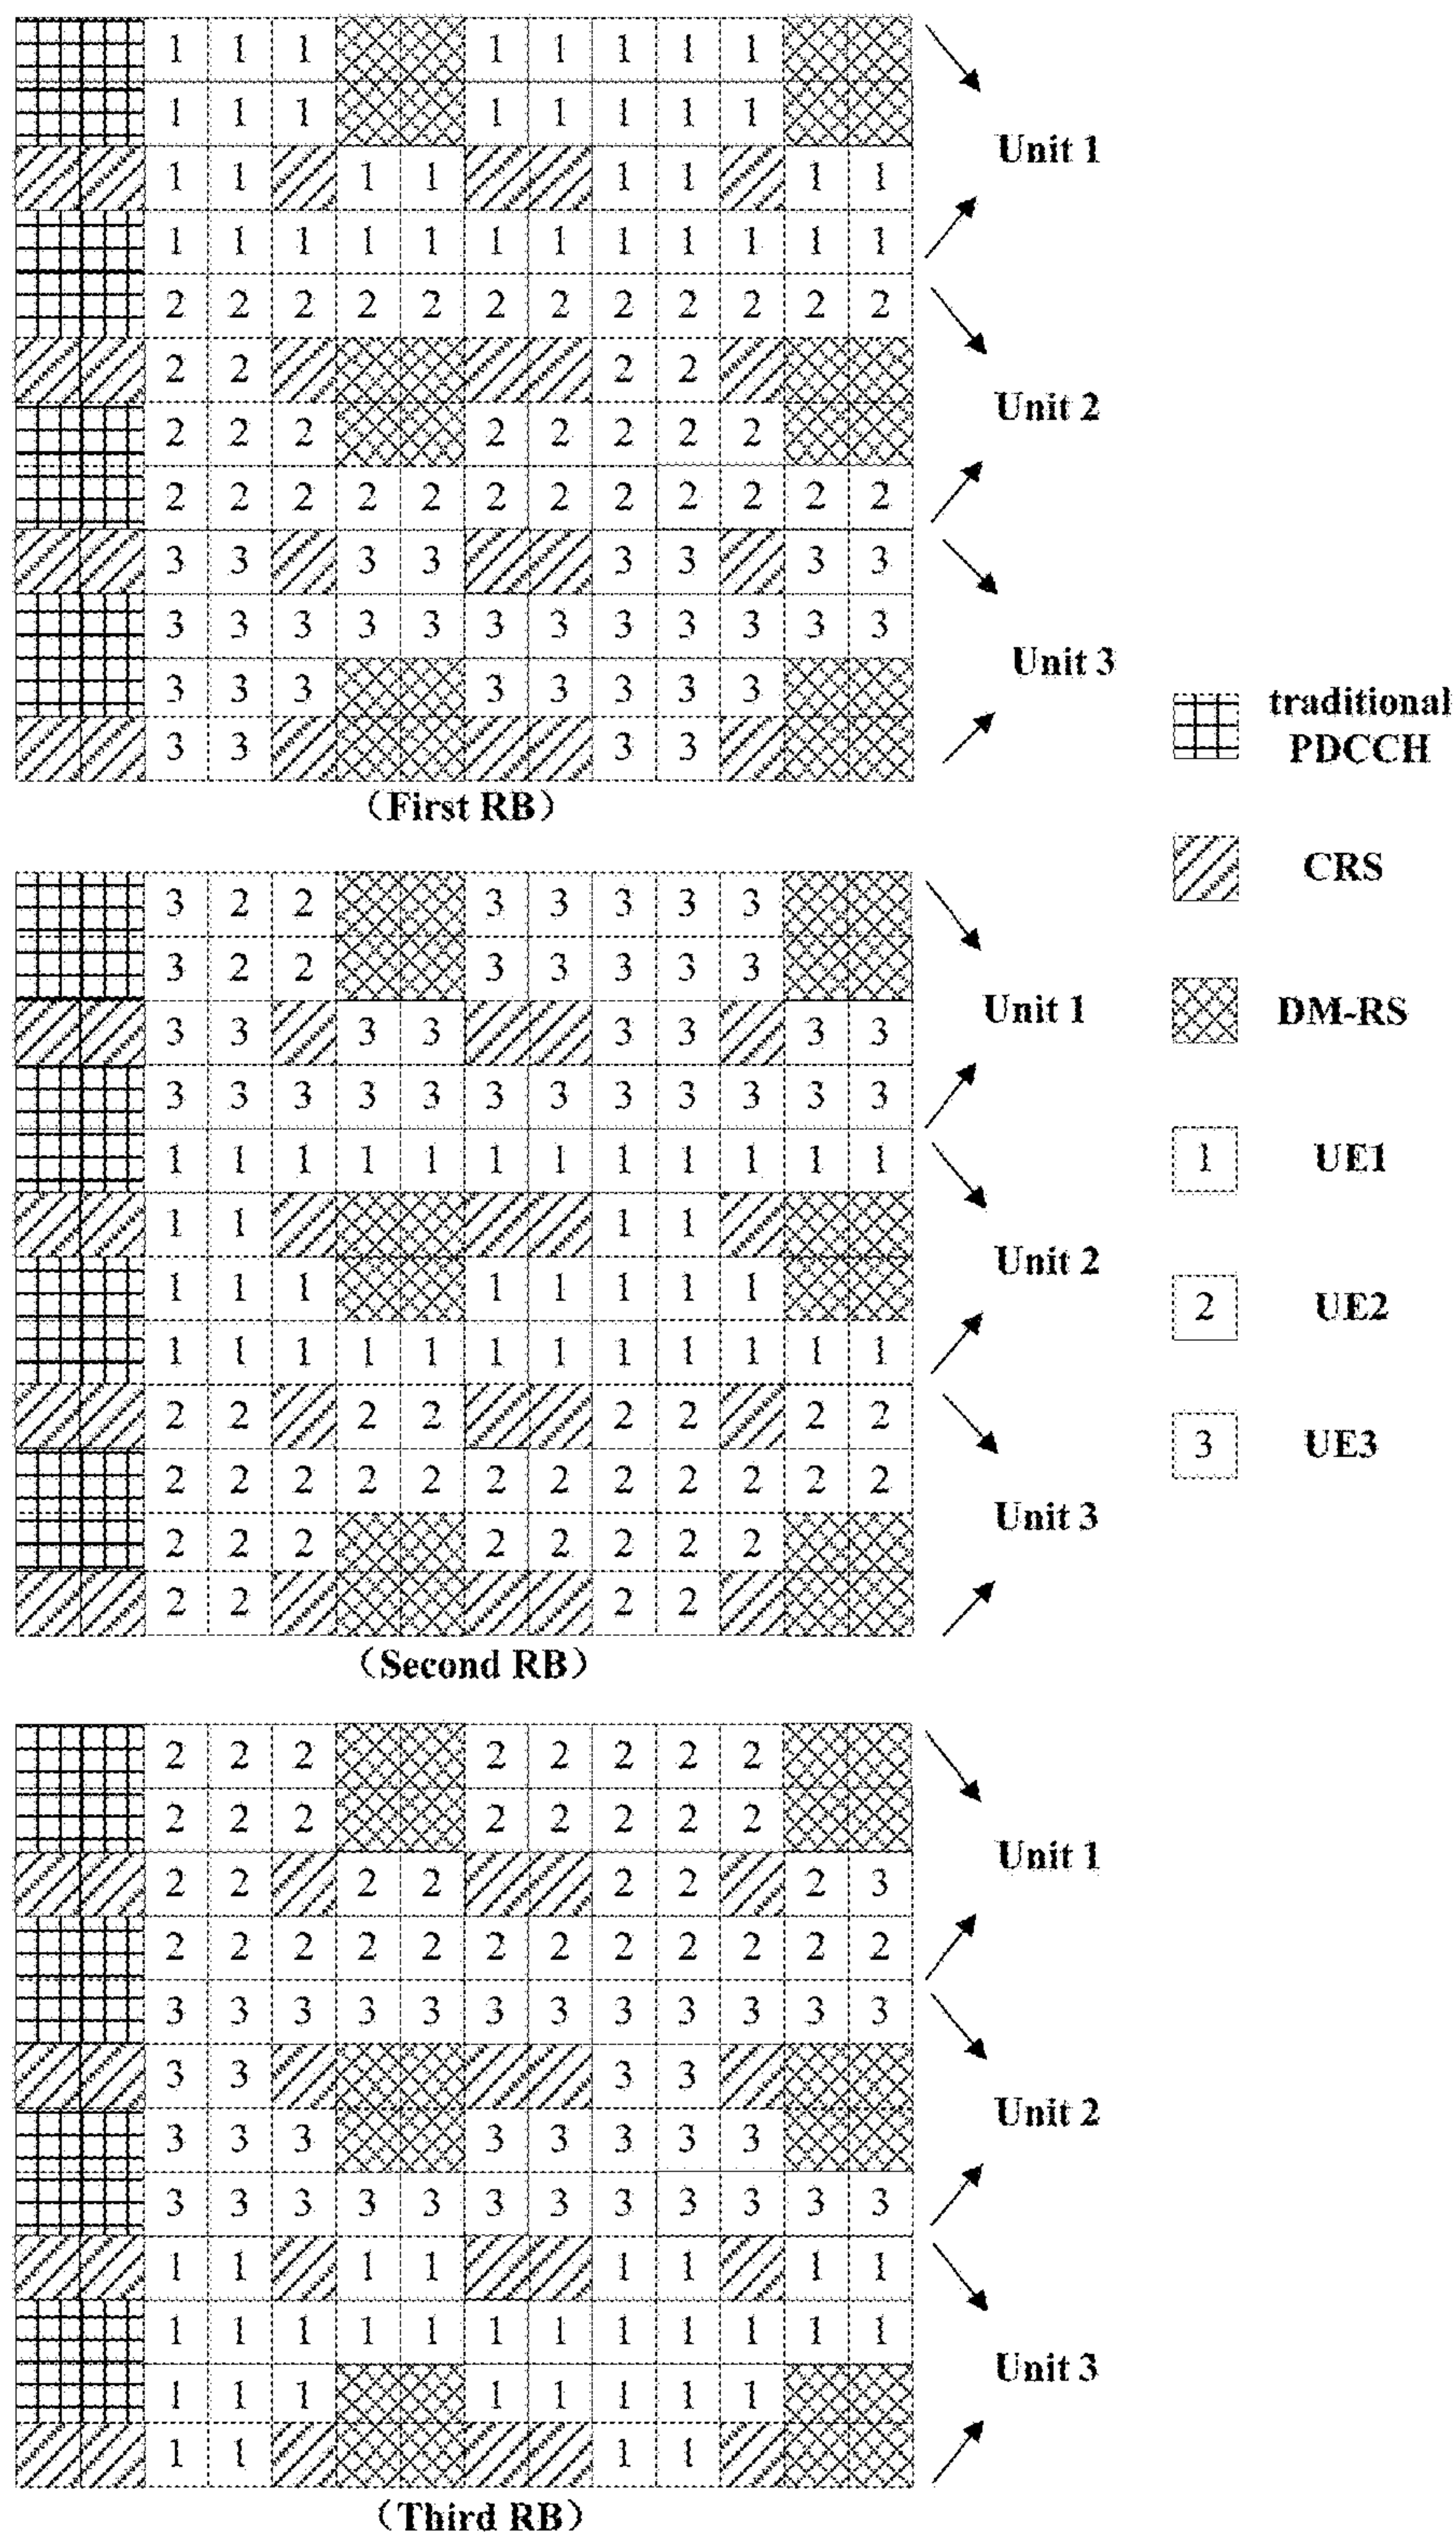 1 1 1 1 1 1 1 1
1 1 1 1 1 1 1 1
Unit 1
1 1 1 1 1 1 1 1
1 1 1 1 1 1 1 1 1 1 1 1
2 2 2 2 2 2 2 2 2 2 2 2
2 2 2 2
Unit 2
2 2 2 2 2 2 2 2
2 2 2 2 2 2 2 2 2 2 2 2
3 3 3 3 3 3 3 3
3 3 3 3 3 3 3 3 3 3 3 3
Unit 3
3 3 3 3 3 3 3 3
3 3 3 3
(First RB)
traditional
PDCCH
CRS
DM-RS
1 UE1
2 UE2
3 UE3
3 2 2 3 3 3 3 3
3 2 2 3 3 3 3 3
Unit 1
3 3 3 3 3 3 3 3
3 3 3 3 3 3 3 3 3 3 3 3
1 1 1 1 1 1 1 1 1 1 1 1
1 1 1 1
Unit 2
1 1 1 1 1 1 1 1
1 1 1 1 1 1 1 1 1 1 1 1
2 2 2 2 2 2 2 2
2 2 2 2 2 2 2 2 2 2 2 2
Unit 3
2 2 2 2 2 2 2 2
2 2 2 2
(Second RB)
2 2 2 2 2 2 2 2
2 2 2 2 2 2 2 2
Unit 1
2 2 2 2 2 2 2 3
2 2 2 2 2 2 2 2 2 2 2 2
3 3 3 3 3 3 3 3 3 3 3 3
3 3 3 3
Unit 2
3 3 3 3 3 3 3 3
3 3 3 3 3 3 3 3 3 3 3 3
1 1 1 1 1 1 1 1
1 1 1 1 1 1 1 1 1 1 1 1
Unit 3
1 1 1 1 1 1 1 1
1 1 1 1
(Third RB)